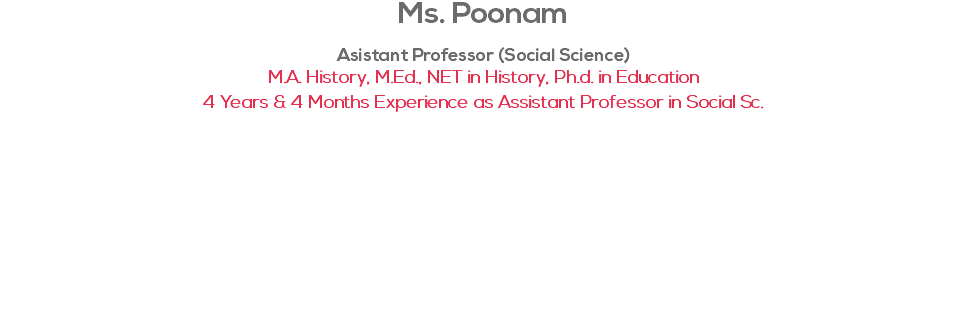 Ms. Poonam
Asistant Professor (Social Science)
M.A. History, M.Ed., NET in History, Ph.d. in Education
4 Years & 4 Months Experience as Assistant Professor in Social Sc.